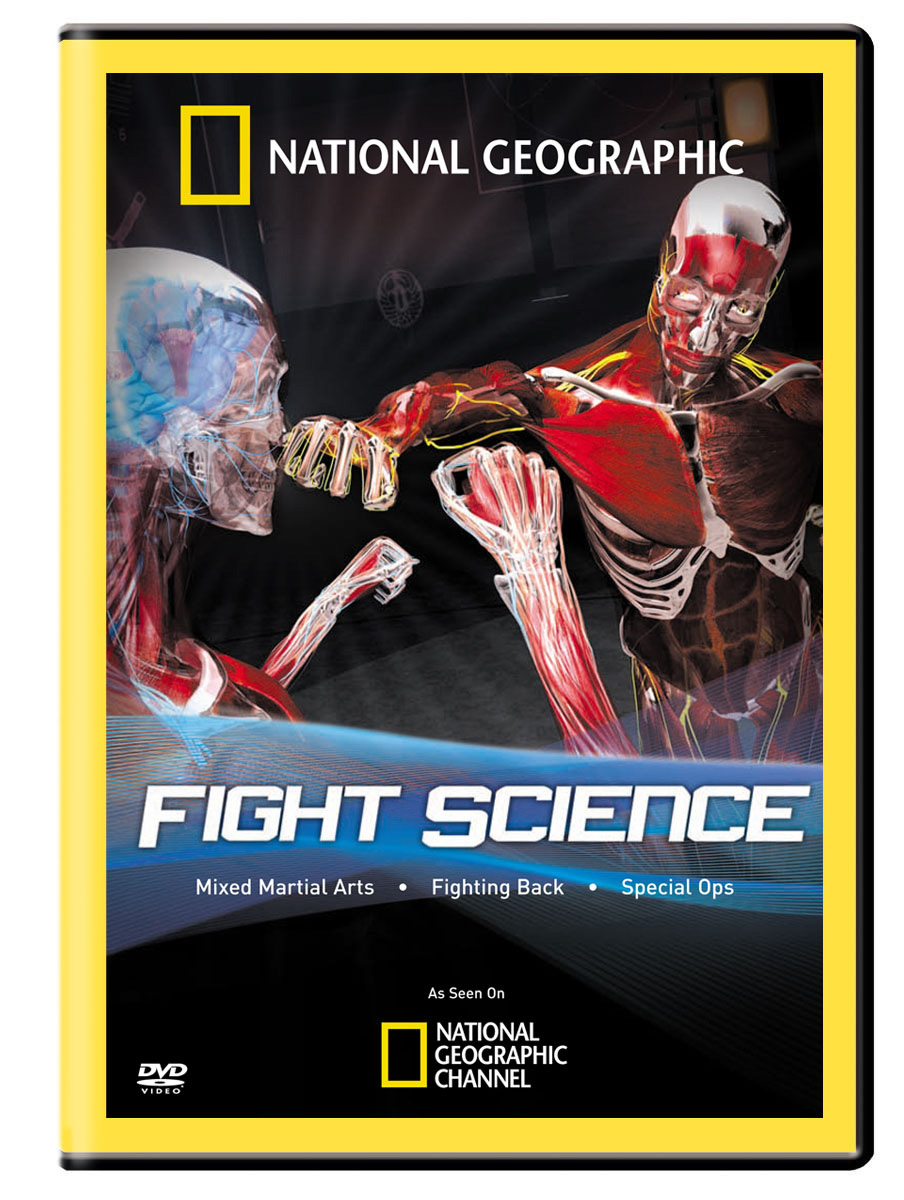 NATIONAL GEOGRAPHIC
FIGHT SCIENCE
Mixed Martial Arts • Fighting Back • Special Ops
As Seen On
NATIONAL
GEOGRAPHIC
CHANNEL
DVD
VIDEO